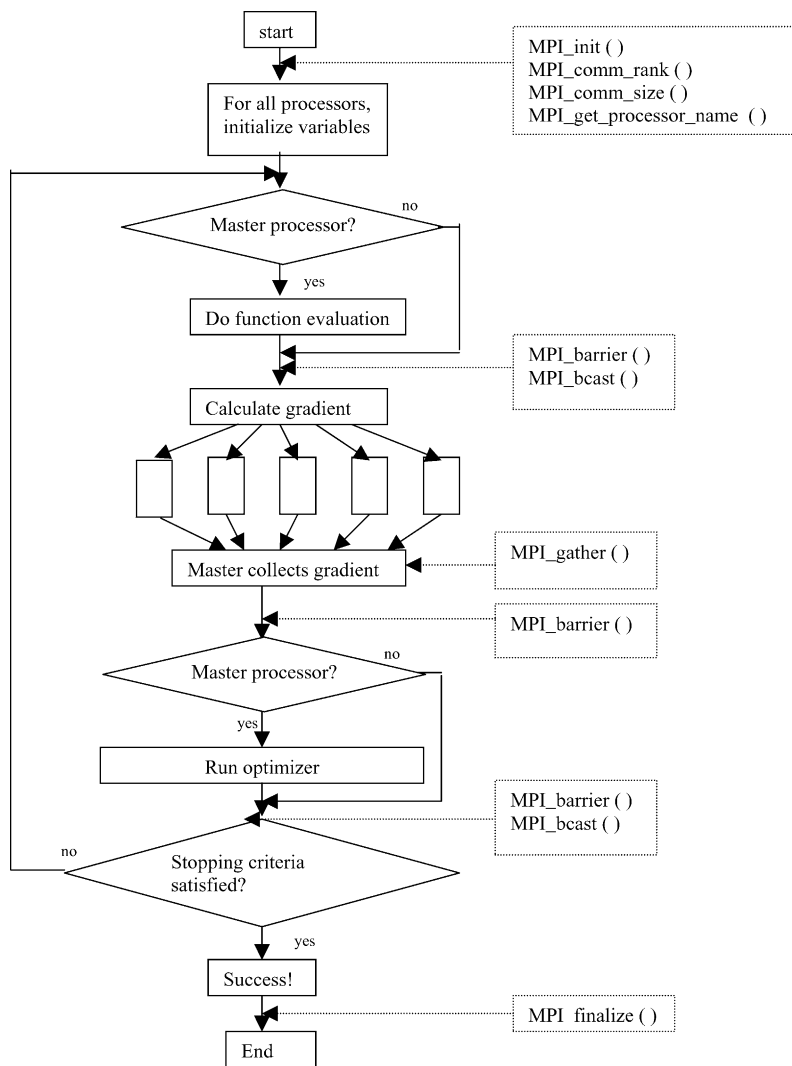 start
MPI_init ( )
MPI_comm_rank ( )
MPI_comm_size ( )
MPI_get_processor_name ( )
For all processors,
initialize variables
no
Master processor?
yes
Do function evaluation
MPI_barrier ( )
MPI_bcast ( )
Calculate gradient
MPI_gather ( )
Master collects gradient
MPI_barrier ( )
no
Master processor?
yes
Run optimizer
MPI_barrier ( )
MPI_bcast ( )
no
Stopping criteria
satisfied?
yes
Success!
MPI finalize ( )
End